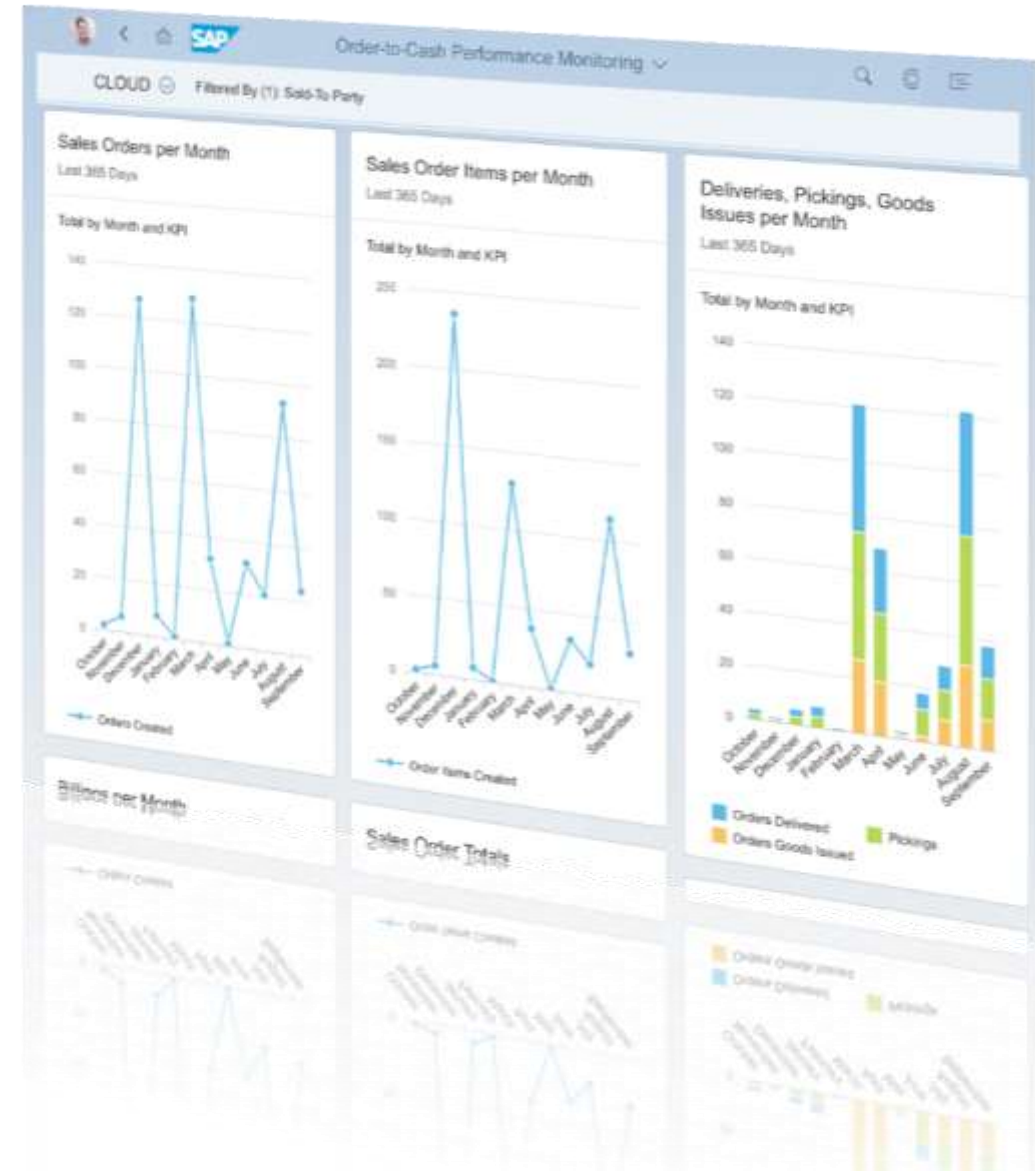 SAP
Order-to-Cash Performance Monitoring
CLOUD Filtered By (1): Sold-To Party
Sales Orders per Month
Last 365 Days
Total by Month and KPI
140
120
100
80
60
40
20
0
October
November
December
January
February
March
April
May
June
July
August
September
Orders Created
Sales Order Items per Month
Last 365 Days
Total by Month and KPI
250
200
150
100
50
0
October
November
December
January
February
March
April
May
June
July
August
September
Order Items Created
Deliveries, Pickings, Goods
Issues per Month
Last 365 Days
Total by Month and KPI
140
120
100
80
60
40
20
0
October
November
December
January
February
March
April
May
June
July
August
September
Orders Delivered
Pickings
Orders Goods Issued
per Month
Sales Order Totals